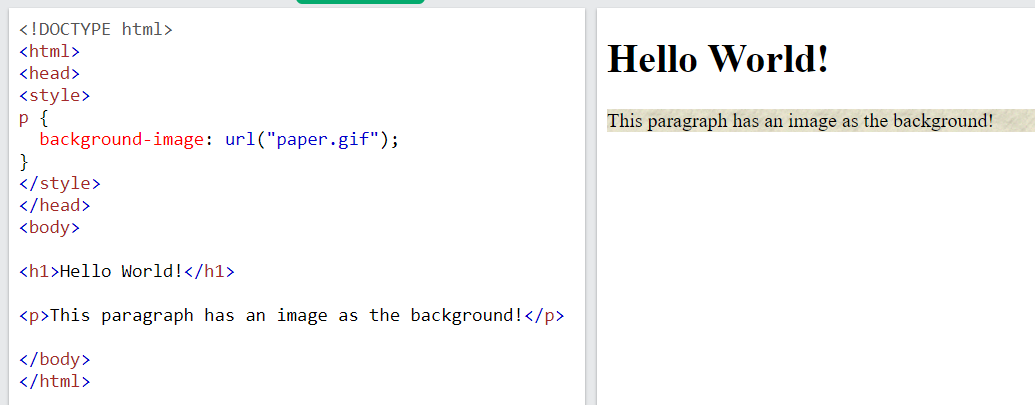 <!DOCTYPE html>
<html>
<head>
<style>
p {
  background-image: url("paper.gif");
}
</style>
</head>
<body>

<h1>Hello World!</h1>

<p>This paragraph has an image as the background!</p>

</body>
</html>
Hello World!
This paragraph has an image as the background!